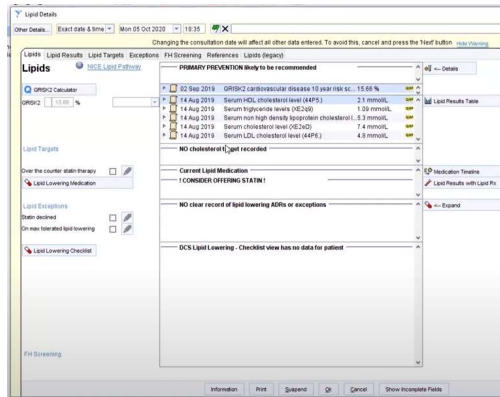 Lipid Details
Other Details... Exact date & time Mon 05 Oct 2020 10:35
Changing the consultation date will affect all other data entered. To avoid this, cancel and press the 'Next' button Hide Warning
Lipids Lipid Results Lipid Targets Exceptions FH Screening References Lipids (legacy)
Lipids NICE Lipid Pathway
PRIMARY PREVENTION likely to be recommended
<-- Details
QRISK2 Calculator
02 Sep 2019 QRISK2 cardiovascular disease 10 year risk sc... 15.66 %
QRISK2 15.66 %
14 Aug 2019 Serum HDL cholesterol level (44P5.) 2.1 mmol/L
Lipid Results Table
14 Aug 2019 Serum triglyceride levels (XE2q9) 1.09 mmol/L
14 Aug 2019 Serum non high density lipoprotein cholesterol l... 5.3 mmol/L
14 Aug 2019 Serum cholesterol level (XE2eD) 7.4 mmol/L
14 Aug 2019 Serum LDL cholesterol level (44P6.) 4.8 mmol/L
Lipid Targets
NO cholesterol target recorded
Current Lipid Medication
Medication Timeline
Over the counter statin therapy
! CONSIDER OFFERING STATIN !
Lipid Lowering Medication
Lipid Results with Lipid Rx
Lipid Exceptions
NO clear record of lipid lowering ADRs or exceptions
<-- Expand
Statin declined
On max tolerated lipid lowering
Lipid Lowering Checklist
DCS Lipid Lowering - Checklist view has no data for patient
FH Screening
Information Print Suspend Ok Cancel Show Incomplete Fields